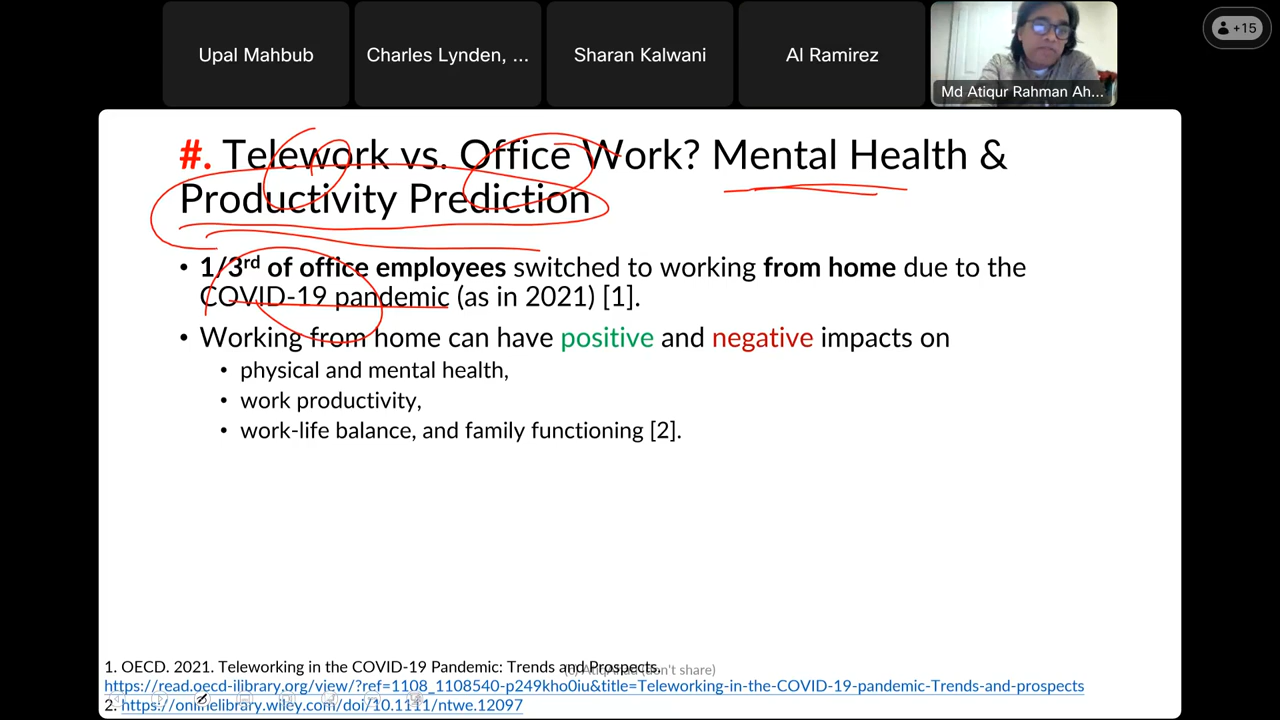 Upal Mahbub
Charles Lynden, ...
Sharan Kalwani
Al Ramirez
Md Atiqur Rahman Ah...
+15
#. Telework vs. Office Work? Mental Health &
Productivity Prediction
• 1/3rd of office employees switched to working from home due to the
COVID-19 pandemic (as in 2021) [1].
• Working from home can have positive and negative impacts on
• physical and mental health,
• work productivity,
• work-life balance, and family functioning [2].
1. OECD. 2021. Teleworking in the COVID-19 Pandemic: Trends and Prospects.
(don't share)
https://read.oecd-ilibrary.org/view/?ref=1108_1108540-p249kho0iu&title=Teleworking-in-the-COVID-19-pandemic-Trends-and-prospects
2. https://onlinelibrary.wiley.com/doi/10.1111/ntwe.12097